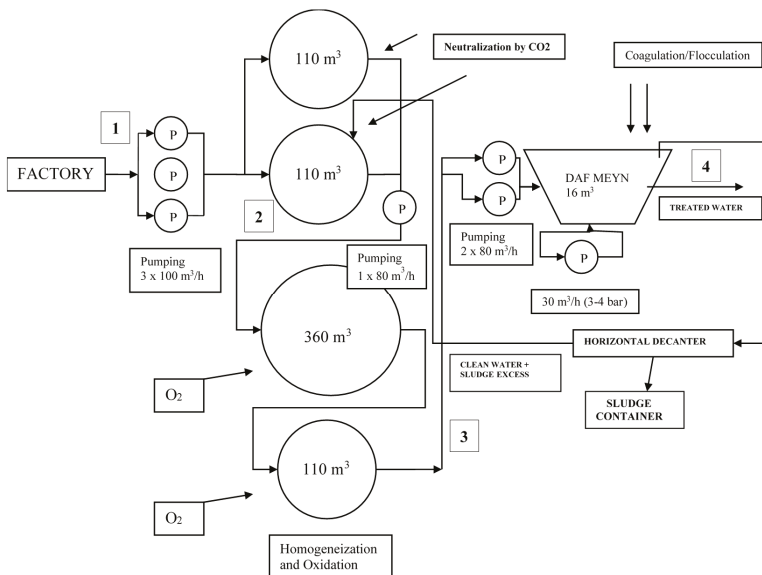 110 m³
Neutralization by CO2
Coagulation/Flocculation
1
P
P
DAF MEYN
16 m³
4
FACTORY
P
110 m³
P
P
2
P
TREATED WATER
Pumping
3 x 100 m³/h
Pumping
1 x 80 m³/h
Pumping
2 x 80 m³/h
P
30 m³/h (3-4 bar)
360 m³
HORIZONTAL DECANTER
CLEAN WATER +
SLUDGE EXCESS
O2
SLUDGE
CONTAINER
3
110 m³
O2
Homogeneization
and Oxidation